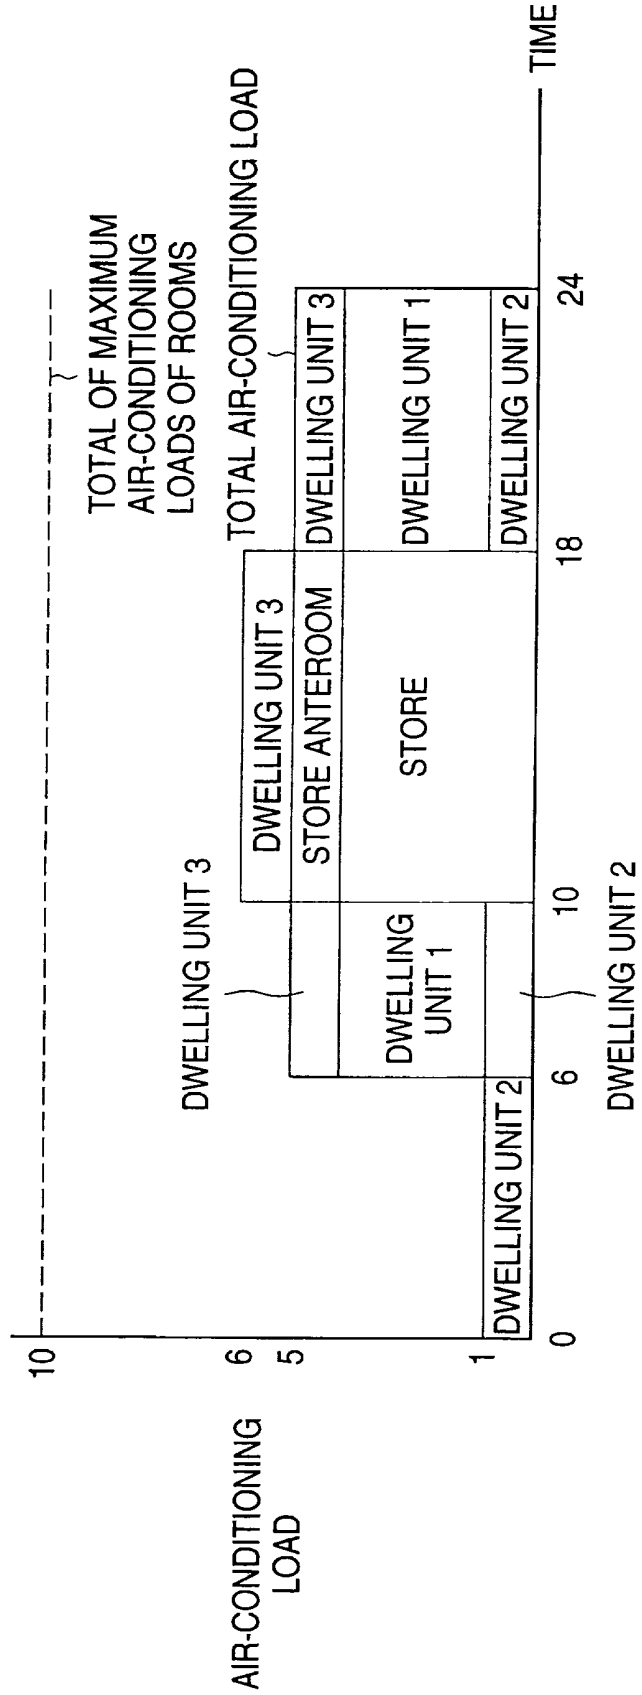 AIR-CONDITIONING
LOAD
10
6
5
1
TOTAL OF MAXIMUM
AIR-CONDITIONING
LOADS OF ROOMS
TOTAL AIR-CONDITIONING LOAD
DWELLING UNIT 3
DWELLING UNIT 3
STORE ANTEROOM
DWELLING UNIT 3
DWELLING
UNIT 1
STORE
DWELLING UNIT 1
DWELLING UNIT 2
DWELLING UNIT 2
0
6
10
18
24
TIME
DWELLING UNIT 2